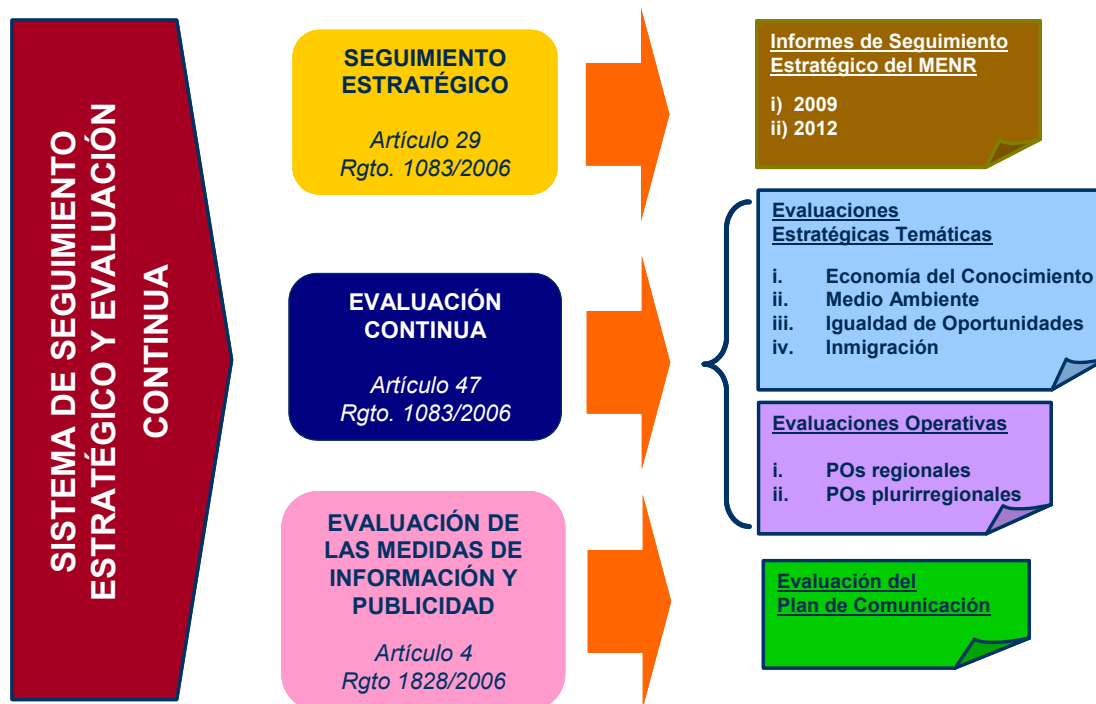 SISTEMA DE SEGUIMIENTO
ESTRATÉGICO Y EVALUACIÓN
CONTINUA
SEGUIMIENTO
ESTRATÉGICO
Artículo 29
Rgto. 1083/2006
Informes de Seguimiento
Estratégico del MENR
i) 2009
ii) 2012
EVALUACIÓN
CONTINUA
Artículo 47
Rgto. 1083/2006
Evaluaciones
Estratégicas Temáticas
i. Economía del Conocimiento
ii. Medio Ambiente
iii. Igualdad de Oportunidades
iv. Inmigración
Evaluaciones Operativas
i. POs regionales
ii. POs plurirregionales
EVALUACIÓN DE
LAS MEDIDAS DE
INFORMACIÓN Y
PUBLICIDAD
Artículo 4
Rgto 1828/2006
Evaluación del
Plan de Comunicación